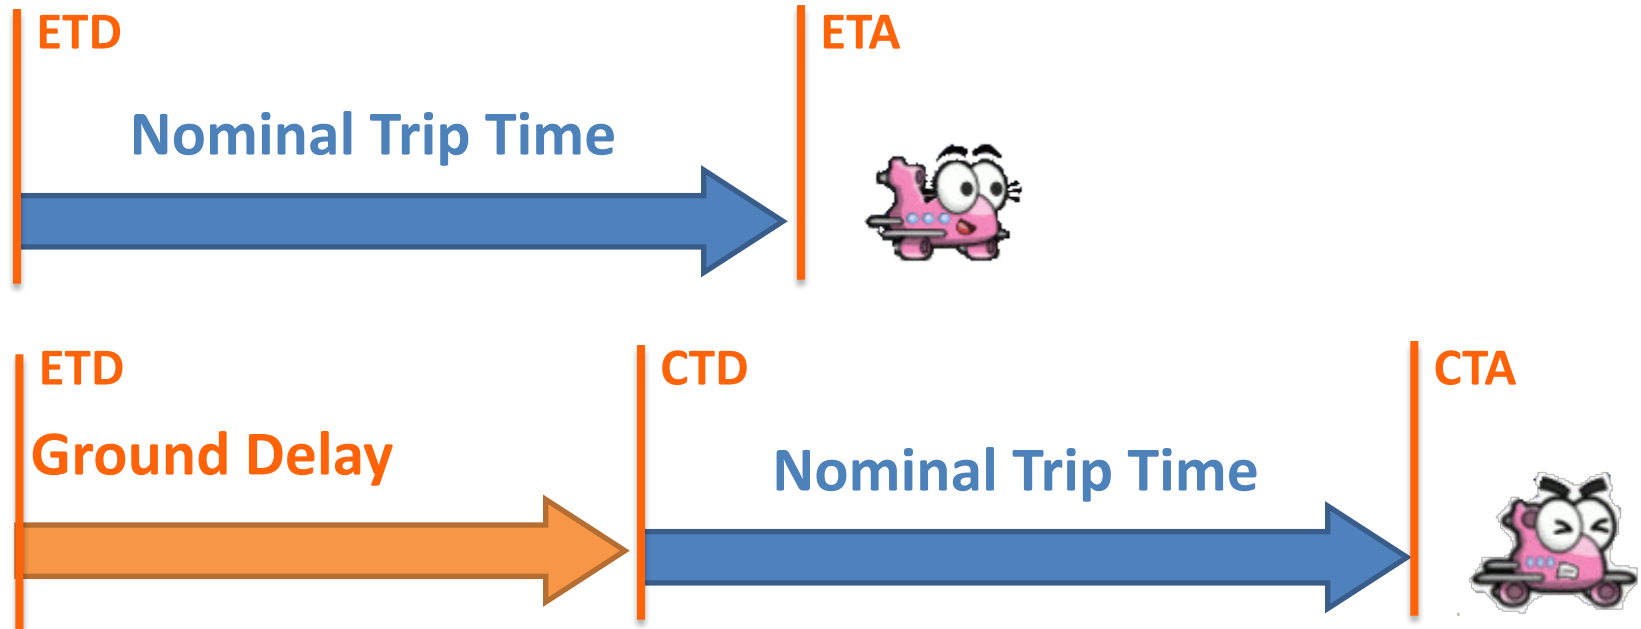 ETD
ETA
Nominal Trip Time
ETD
CTD
CTA
Ground Delay
Nominal Trip Time